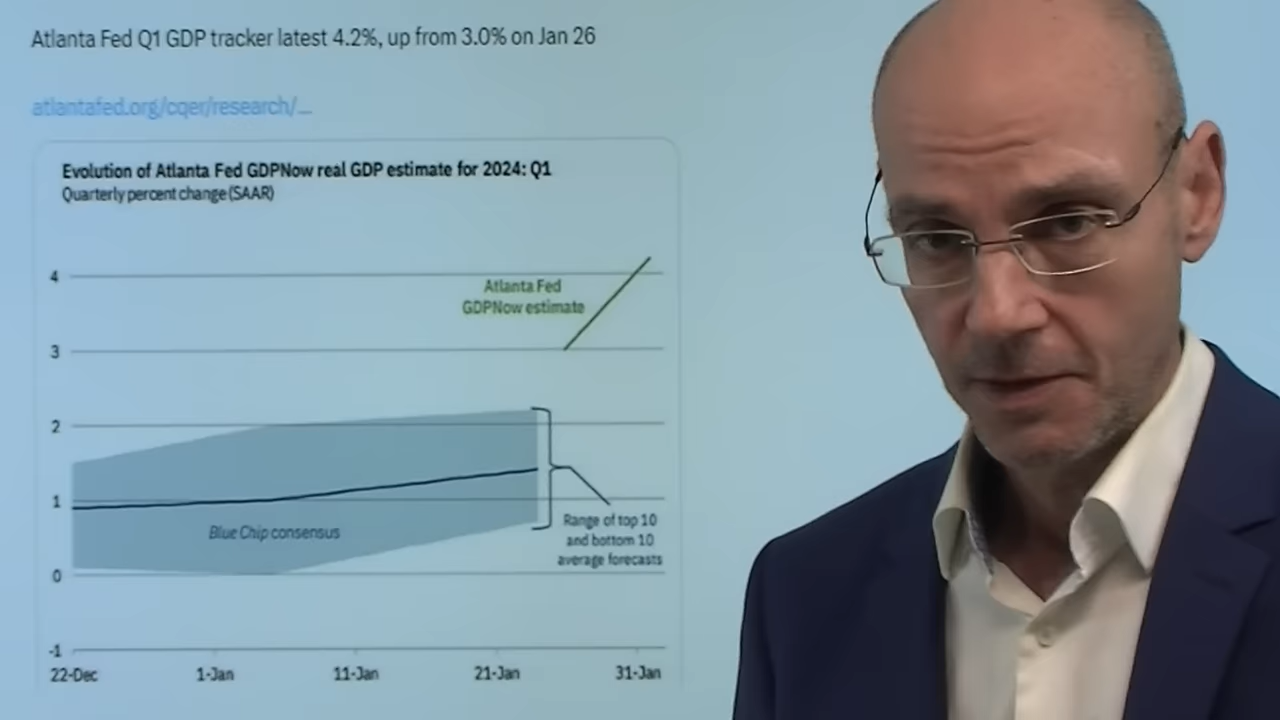 Atlanta Fed Q1 GDP tracker latest 4.2%, up from 3.0% on Jan 26
atlantafed.org/cqer/research/...
Evolution of Atlanta Fed GDPNow real GDP estimate for 2024: Q1
Quarterly percent change (SAAR)
4
Atlanta Fed
GDPNow estimate
3
2
1
Range of top 10
and bottom 10
average forecasts
Blue Chip consensus
0
-1
22-Dec 1-Jan 11-Jan 21-Jan 31-Jan